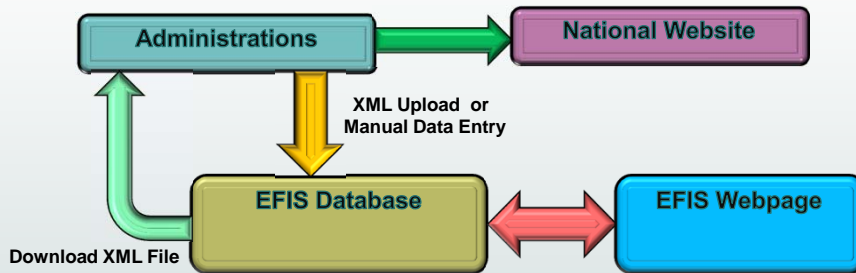 Administrations
National Website
XML Upload or
Manual Data Entry
EFIS Database
EFIS Webpage
Download XML File